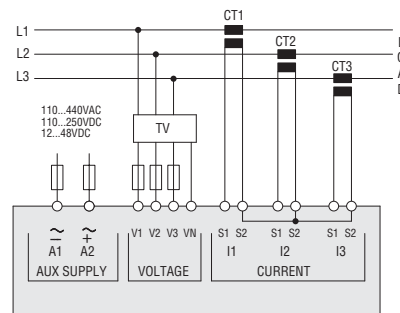 CT1
L1
CT2
L2
CT3
L3
110...440VAC
110...250VDC
12...48VDC
TV
V1 V2 V3 VN S1 S2 S1 S2 S1 S2
A1 A2 I1 I2 I3
AUX SUPPLY VOLTAGE CURRENT